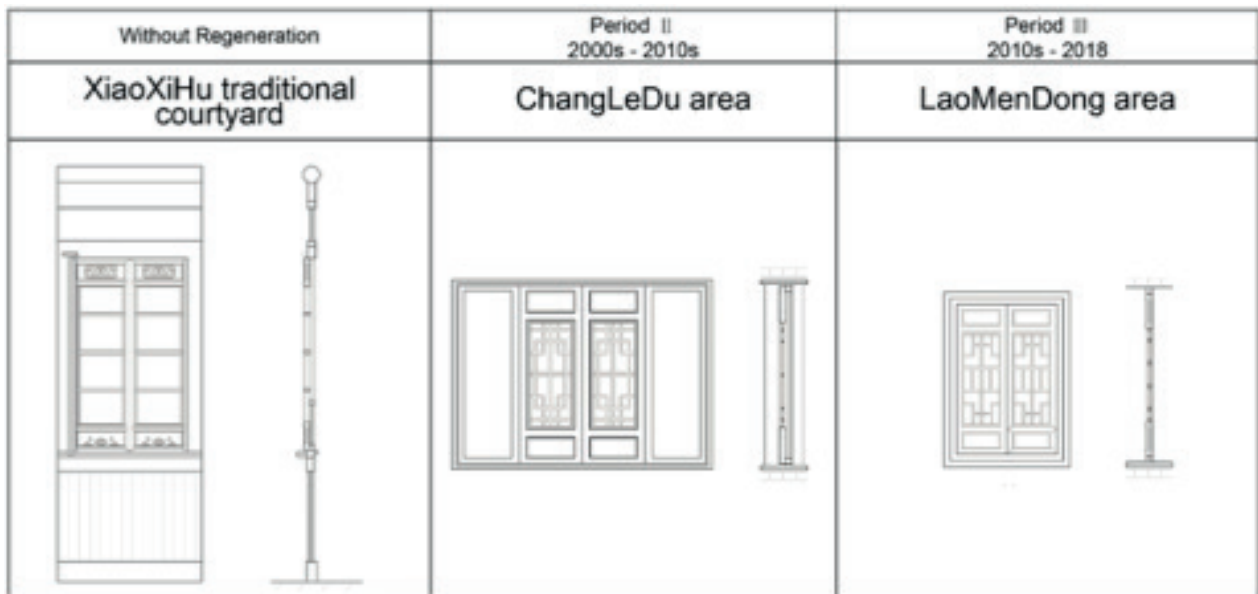 Without Regeneration
Period II
2000s - 2010s
Period III
2010s - 2018
XiaoXiHu traditional
courtyard
ChangLeDu area
LaoMenDong area